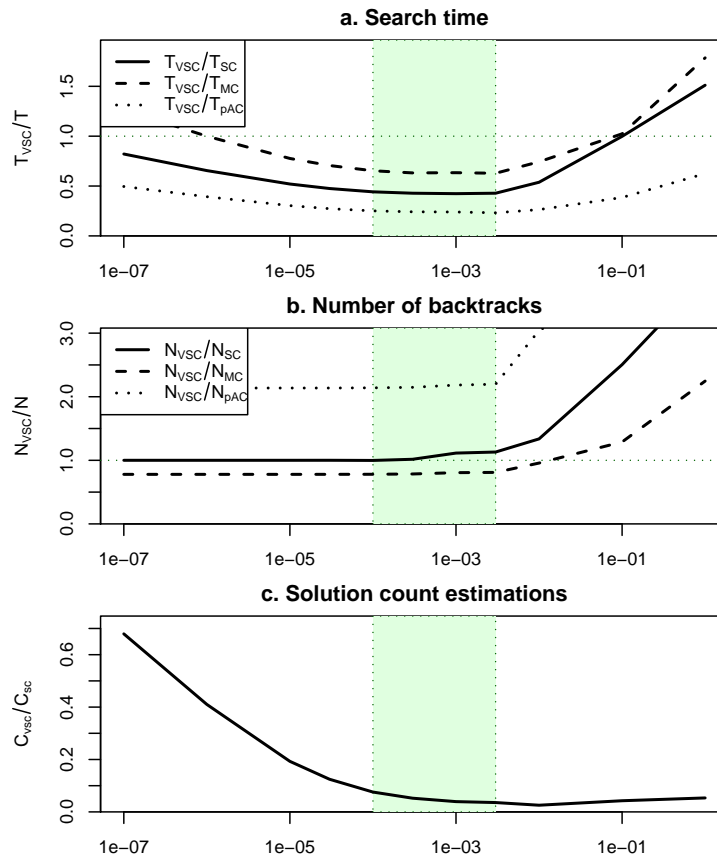 a. Search time
T_VSC/T_SC
T_VSC/T_MC
T_VSC/T_pAC
T_VSC/T
0.0 0.5 1.0 1.5
1e-07 1e-05 1e-03 1e-01
b. Number of backtracks
N_VSC/N_SC
N_VSC/N_MC
N_VSC/N_pAC
N_VSC/N
0.0 1.0 2.0 3.0
1e-07 1e-05 1e-03 1e-01
c. Solution count estimations
C_vsc/C_sc
0.0 0.2 0.4 0.6
1e-07 1e-05 1e-03 1e-01